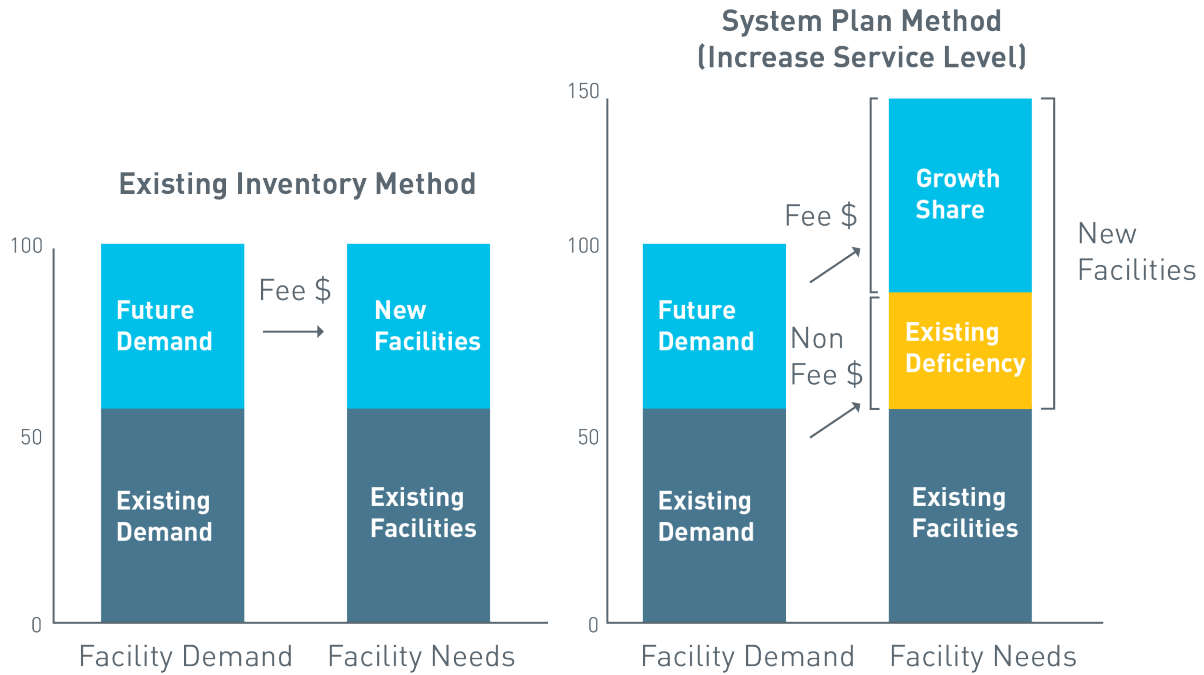 System Plan Method
(Increase Service Level)
Existing Inventory Method
100
50
0
Future
Demand
Existing
Demand
Fee $
New
Facilities
Existing
Facilities
Facility Demand
Facility Needs
150
100
50
0
Future
Demand
Existing
Demand
Fee $
Non
Fee $
Growth
Share
Existing
Deficiency
Existing
Facilities
New
Facilities
Facility Demand
Facility Needs